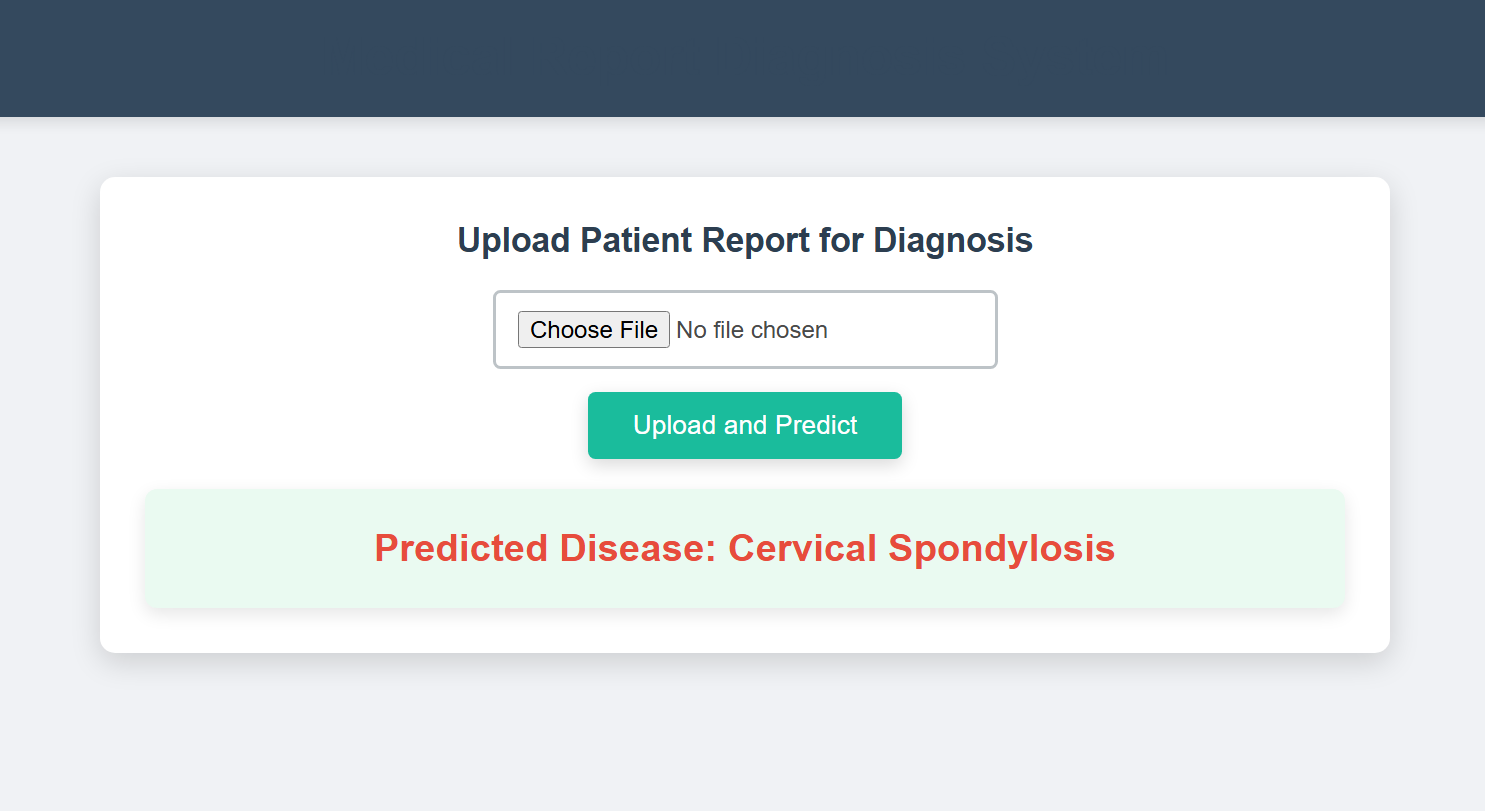 Upload Patient Report for Diagnosis
Choose File No file chosen
Upload and Predict
Predicted Disease: Cervical Spondylosis